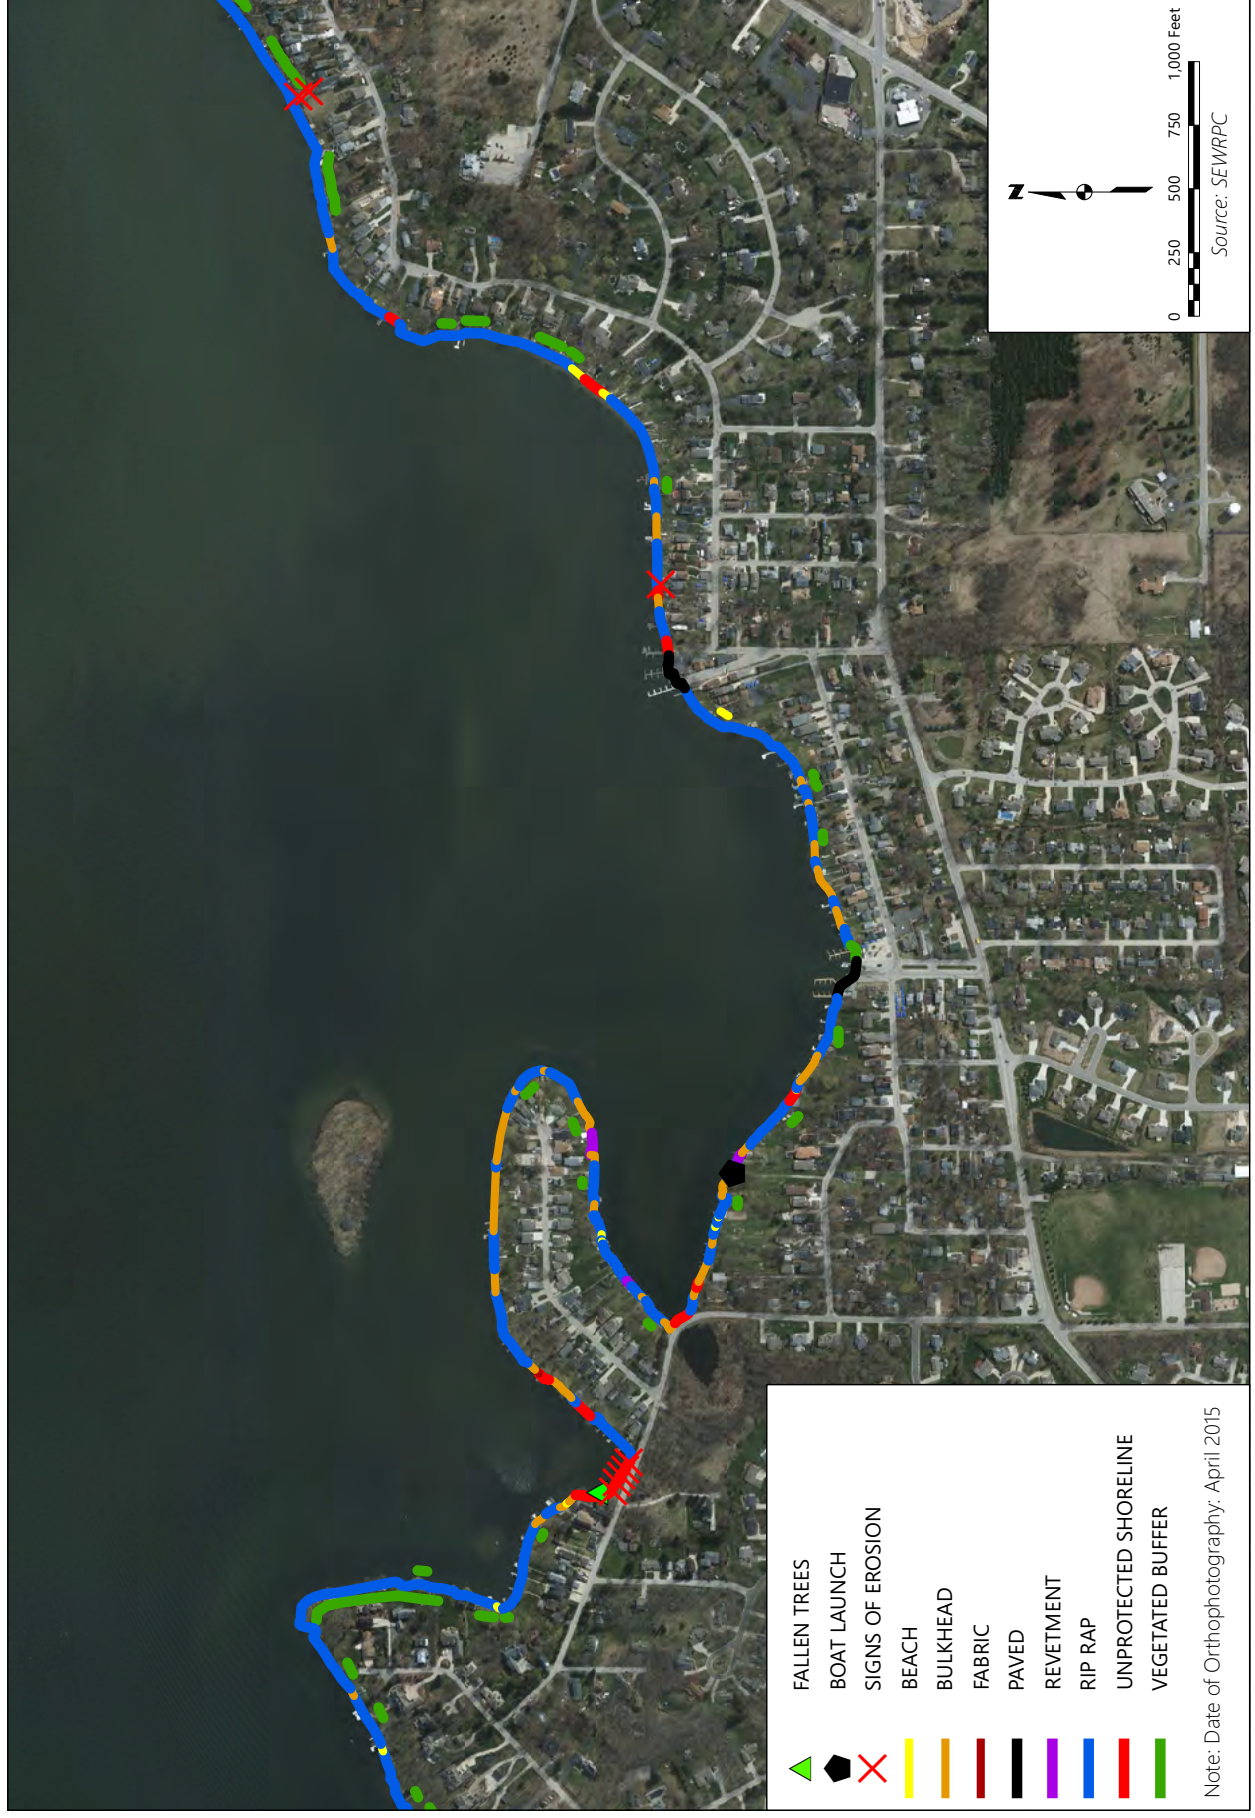 FALLEN TREES
BOAT LAUNCH
SIGNS OF EROSION
BEACH
BULKHEAD
FABRIC
PAVED
REVETMENT
RIP RAP
UNPROTECTED SHORELINE
VEGETATED BUFFER
Note: Date of Orthophotography: April 2015
N
0 250 500 750 1,000 Feet
Source: SEWRPC